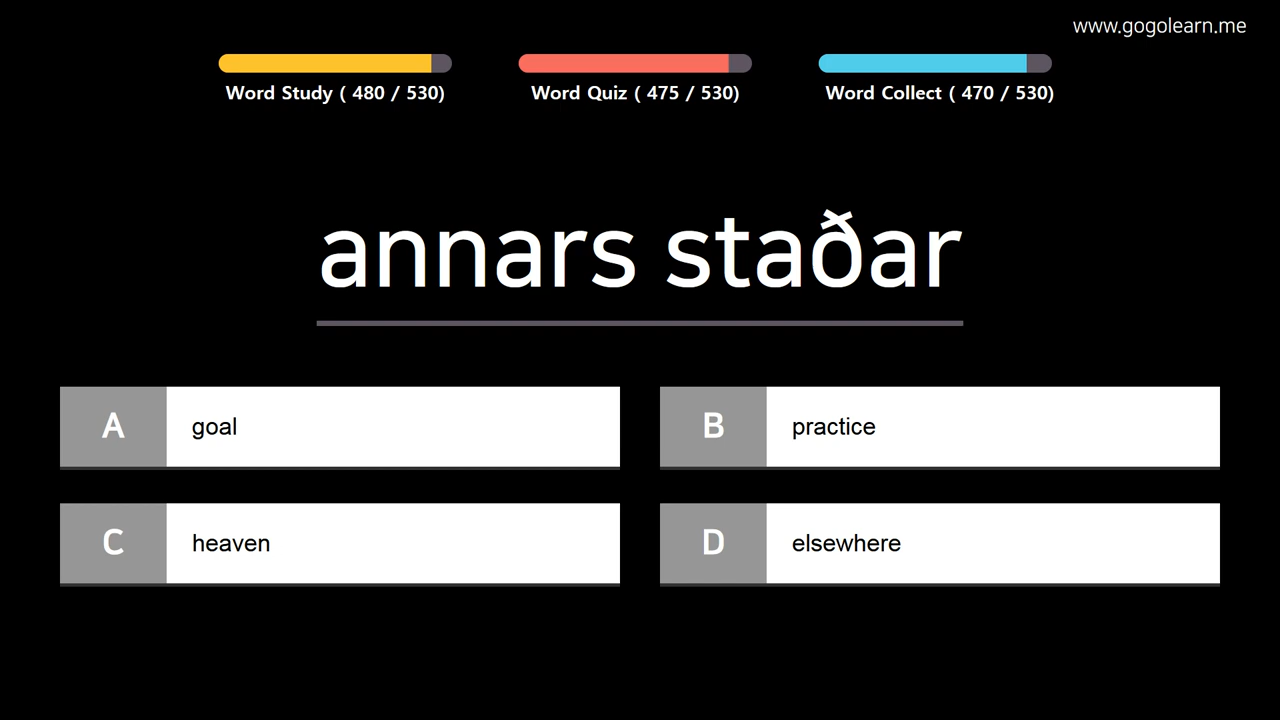 www.gogolearn.me
Word Study ( 480 / 530)
Word Quiz ( 475 / 530)
Word Collect ( 470 / 530)
annars staðar
A goal
B practice
C heaven
D elsewhere